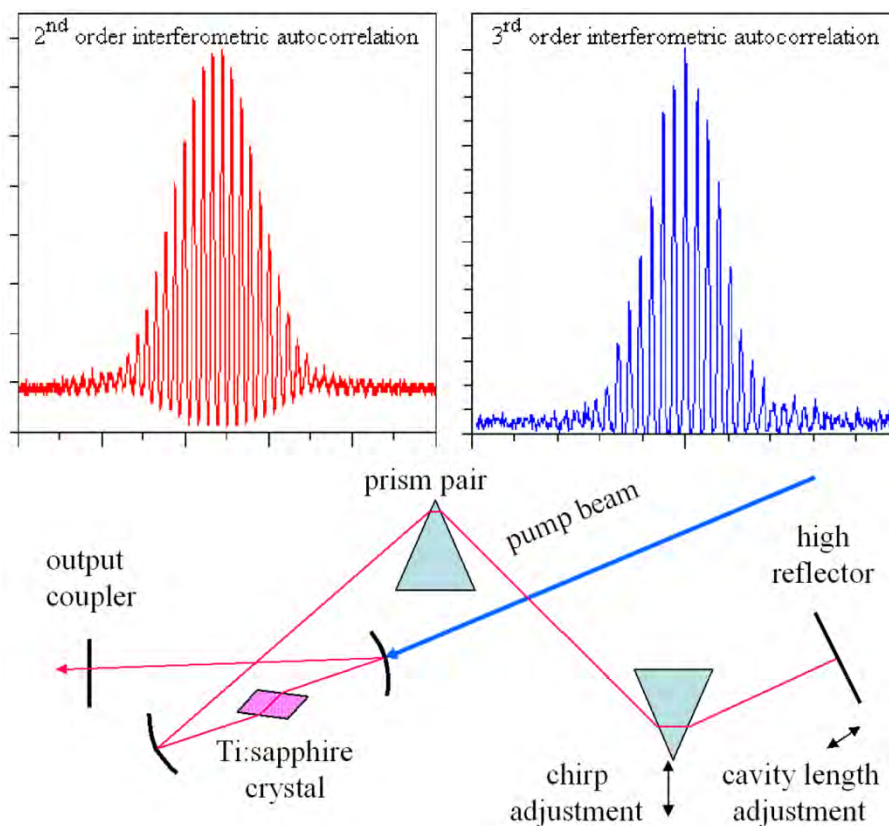 2nd order interferometric autocorrelation
3rd order interferometric autocorrelation
prism pair
pump beam
high
reflector
output
coupler
Ti:sapphire
crystal
chirp
adjustment
cavity length
adjustment